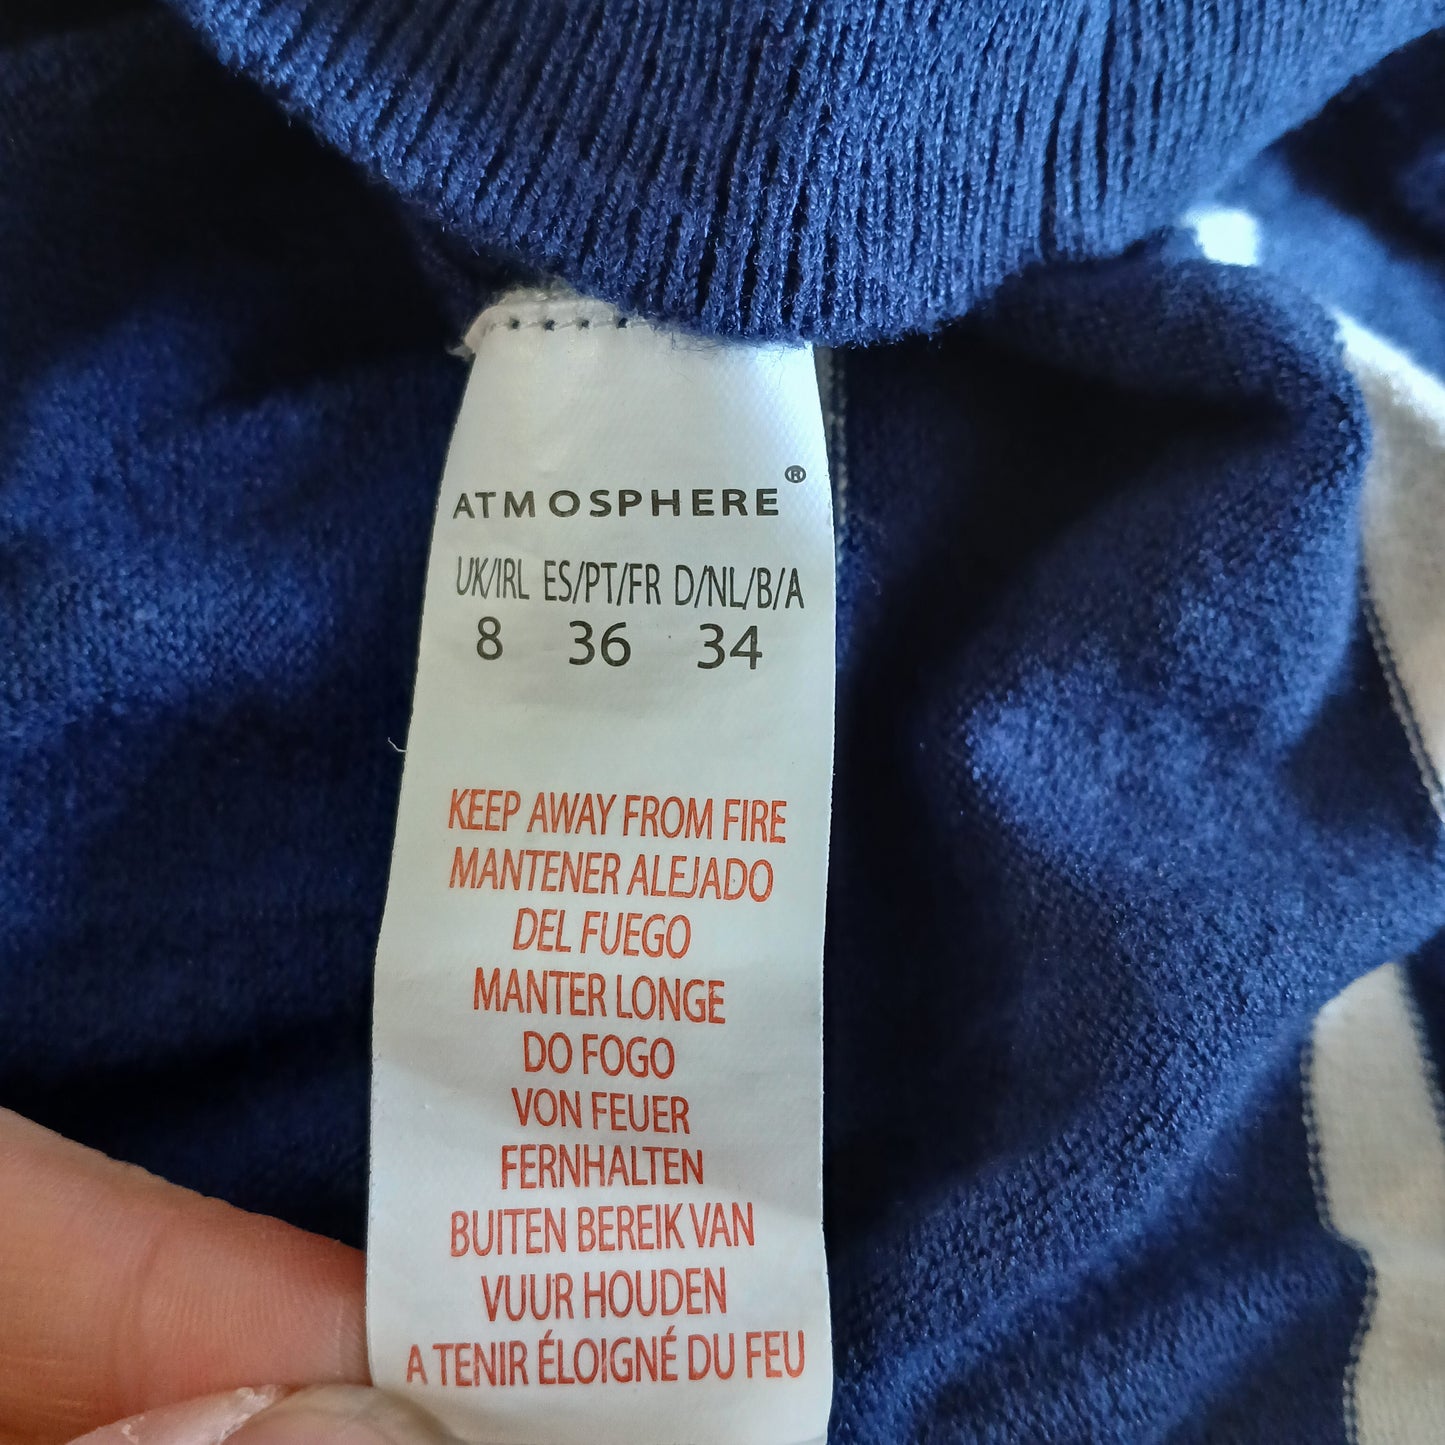 ATMOSPHERE®
UK/IRL ES/PT/FR D/NL/B/A
8 36 34
KEEP AWAY FROM FIRE
MANTENER ALEJADO
DEL FUEGO
MANTER LONGE
DO FOGO
VON FEUER
FERNHALTEN
BUITEN BEREIK VAN
VUUR HOUDEN
A TENIR ÉLOIGNÉ DU FEU